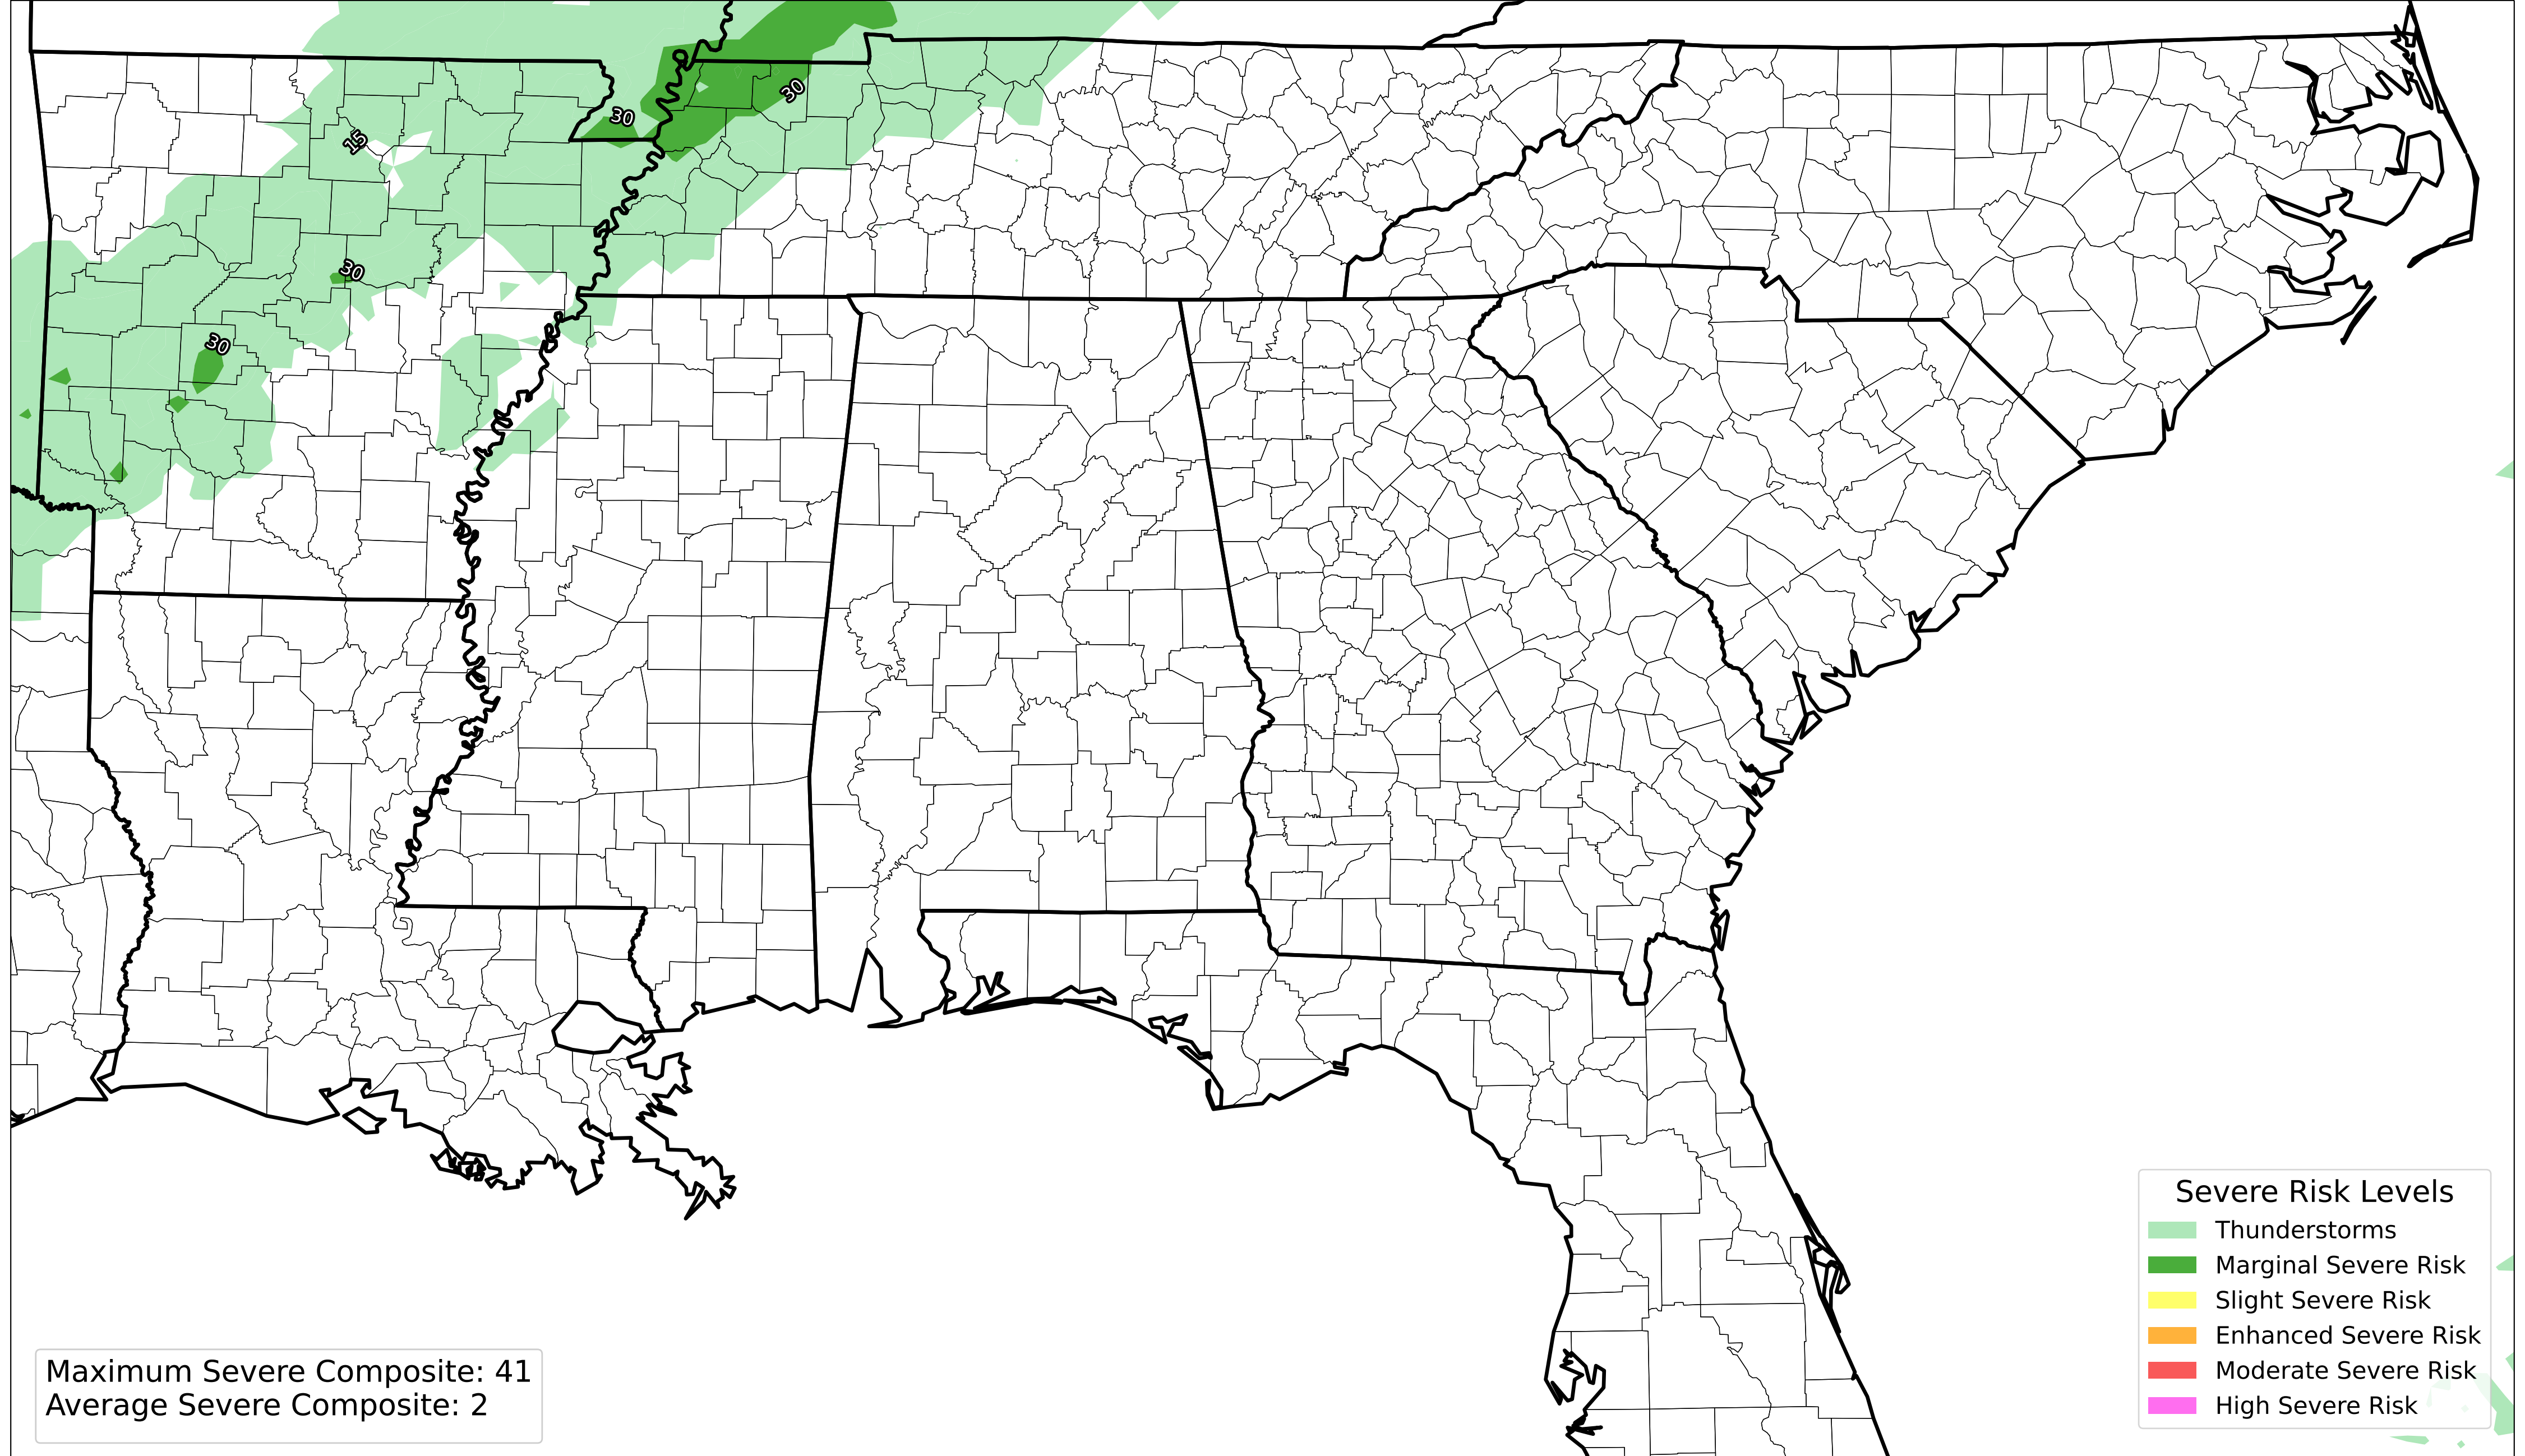 30
30
15
30
30
Severe Risk Levels
Thunderstorms
Marginal Severe Risk
Slight Severe Risk
Enhanced Severe Risk
Moderate Severe Risk
High Severe Risk
Maximum Severe Composite: 41
Average Severe Composite: 2